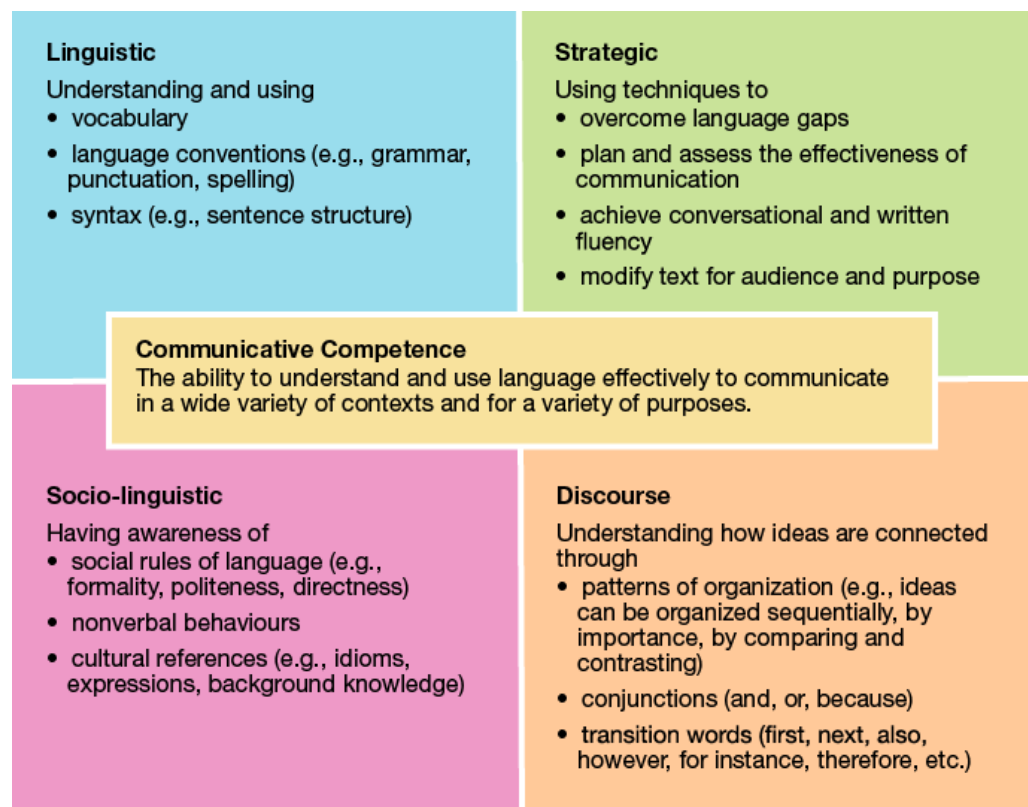 Linguistic
Understanding and using
• vocabulary
• language conventions (e.g., grammar,
punctuation, spelling)
• syntax (e.g., sentence structure)
Strategic
Using techniques to
• overcome language gaps
• plan and assess the effectiveness of
communication
• achieve conversational and written
fluency
• modify text for audience and purpose
Communicative Competence
The ability to understand and use language effectively to communicate
in a wide variety of contexts and for a variety of purposes.
Socio-linguistic
Having awareness of
• social rules of language (e.g.,
formality, politeness, directness)
• nonverbal behaviours
• cultural references (e.g., idioms,
expressions, background knowledge)
Discourse
Understanding how ideas are connected
through
• patterns of organization (e.g., ideas
can be organized sequentially, by
importance, by comparing and
contrasting)
• conjunctions (and, or, because)
• transition words (first, next, also,
however, for instance, therefore, etc.)